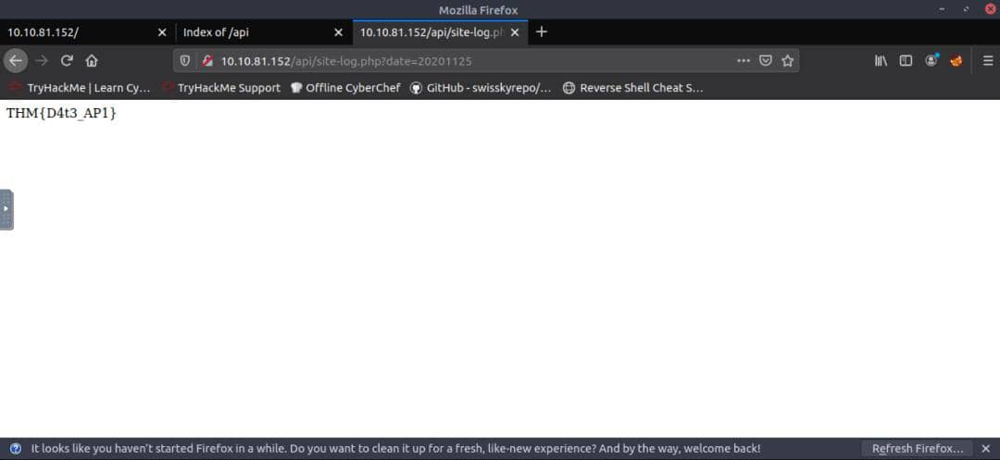 Mozilla Firefox
10.10.81.152/
Index of /api
10.10.81.152/api/site-log.ph
10.10.81.152/api/site-log.php?date=20201125
TryHackMe | Learn Cy...
TryHackMe Support
Offline CyberChef
GitHub - swisskyrepo/...
Reverse Shell Cheat S...
THM{D4t3_AP1}
It looks like you haven't started Firefox in a while. Do you want to clean it up for a fresh, like-new experience? And by the way, welcome back!
Refresh Firefox...